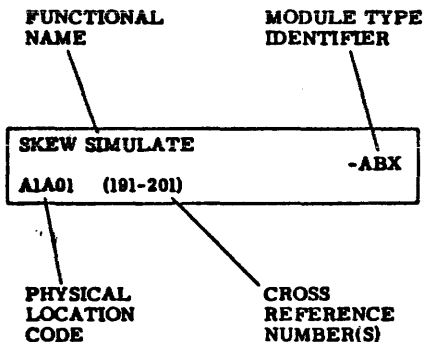 FUNCTIONAL
NAME
MODULE TYPE
IDENTIFIER
SKEW SIMULATE
-ABX
A1A01 (191-201)
PHYSICAL
LOCATION
CODE
CROSS
REFERENCE
NUMBER(S)